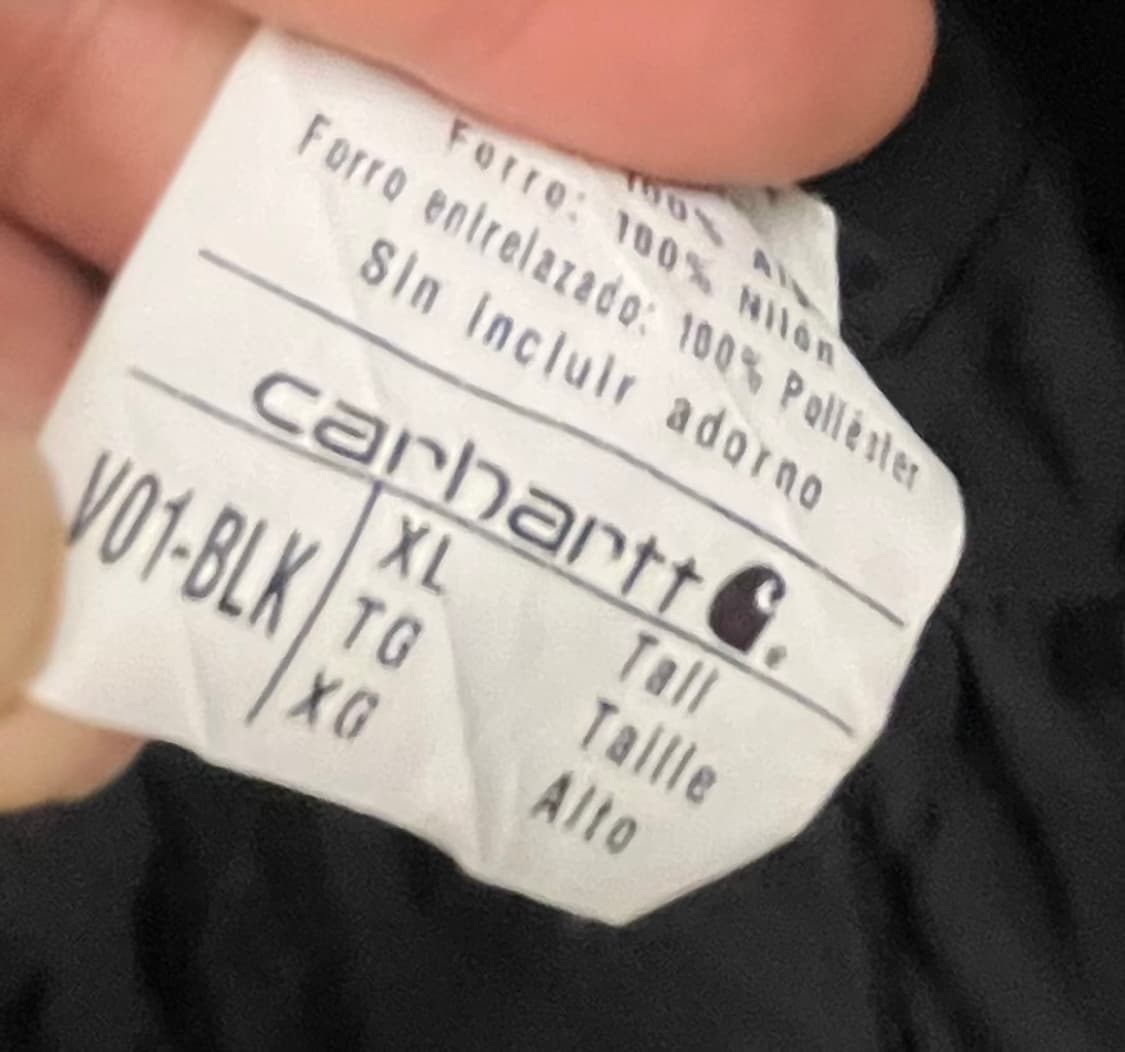 100%
Forro: 100% Nilón
Forro entrelazado: 100% Poliéster
Sin incluir adorno
carhartt
V01-BLK
XL Tall
TG Taille
XG Alto